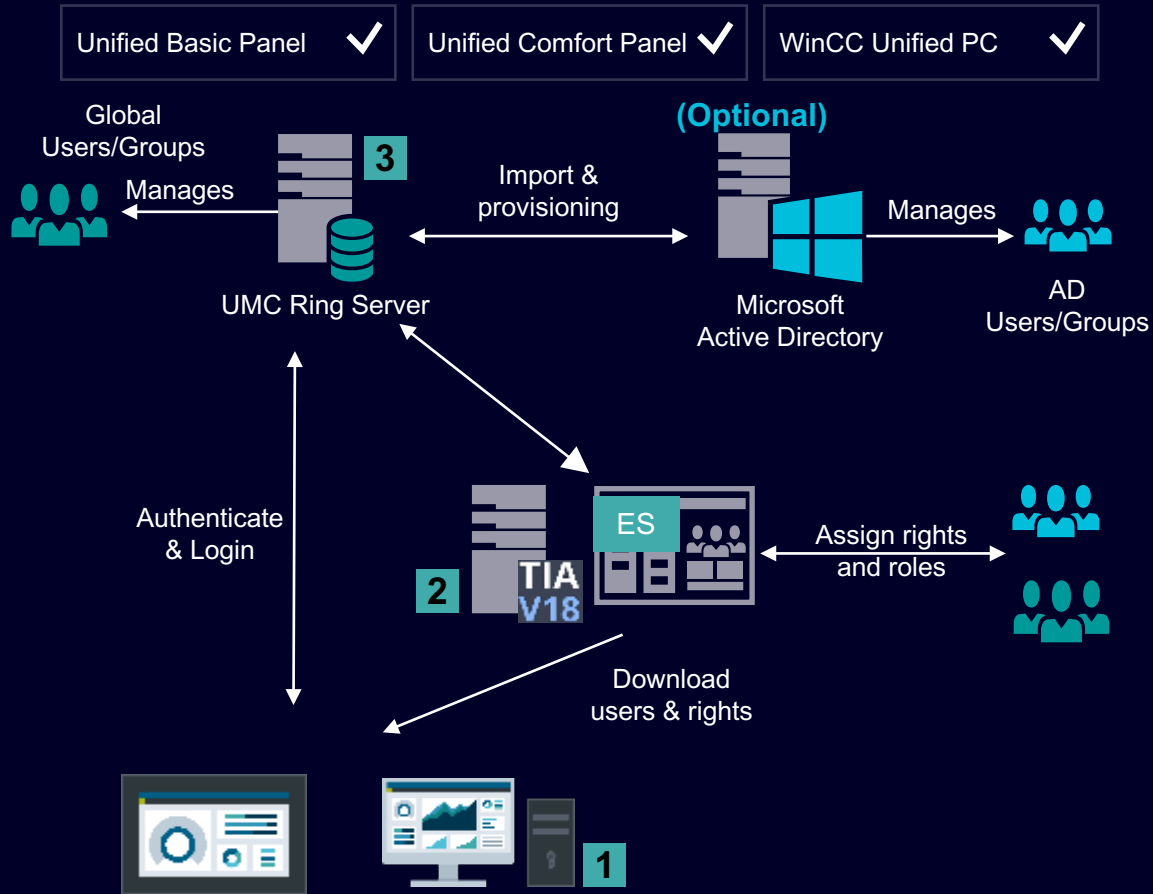 Unified Basic Panel
Unified Comfort Panel
WinCC Unified PC
Global
Users/Groups
(Optional)
3
Manages
Import &
provisioning
Manages
UMC Ring Server
Microsoft
Active Directory
AD
Users/Groups
Authenticate
& Login
ES
2
TIA
V18
Assign rights
and roles
Download
users & rights
1